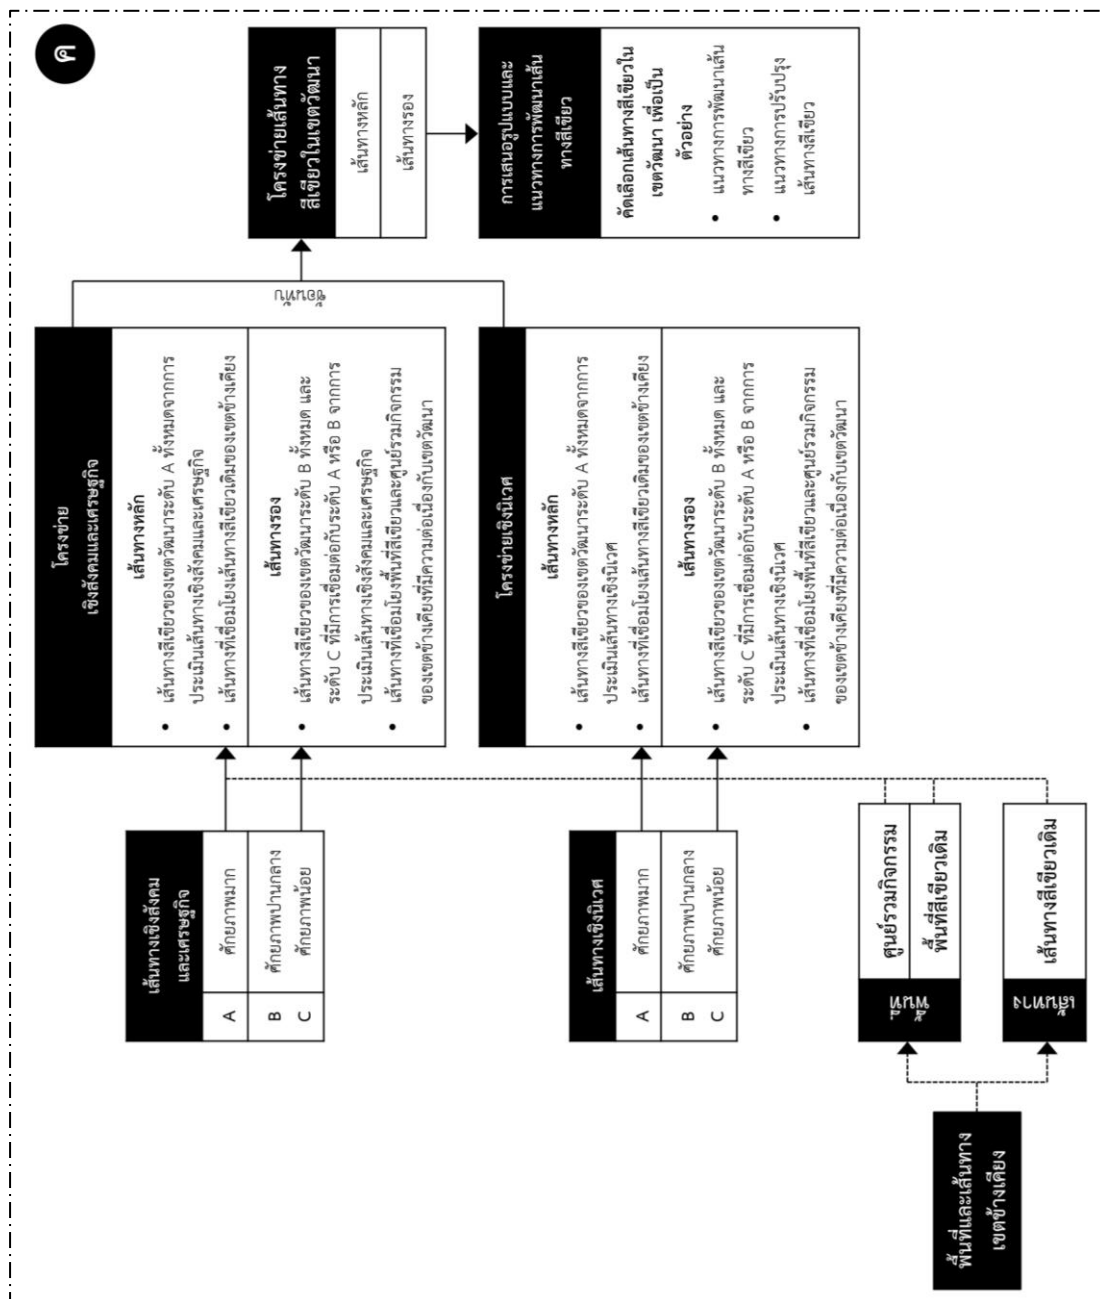 ค
เส้นทางเชิงสังคม
และเศรษฐกิจ
A ศักยภาพมาก
B ศักยภาพปานกลาง
C ศักยภาพน้อย
เส้นทางเชิงนิเวศ
A ศักยภาพมาก
B ศักยภาพปานกลาง
C ศักยภาพน้อย
พื้นที่และเส้นทาง
เขตข้างเคียง
พื้นที่
ศูนย์รวมกิจกรรม
พื้นที่สีเขียวเดิม
เส้นทาง
เส้นทางสีเขียวเดิม
โครงข่าย
เชิงสังคมและเศรษฐกิจ
เส้นทางหลัก
• เส้นทางสีเขียวของเขตวัฒนาระดับ A ทั้งหมดจากการ
ประเมินเส้นทางเชิงสังคมและเศรษฐกิจ
• เส้นทางที่เชื่อมโยงเส้นทางสีเขียวเดิมของเขตข้างเคียง
เส้นทางรอง
• เส้นทางสีเขียวของเขตวัฒนาระดับ B ทั้งหมด และ
ระดับ C ที่มีการเชื่อมต่อกับระดับ A หรือ B จากการ
ประเมินเส้นทางเชิงสังคมและเศรษฐกิจ
• เส้นทางที่เชื่อมโยงพื้นที่สีเขียวและศูนย์รวมกิจกรรม
ของเขตข้างเคียงที่มีความต่อเนื่องกับเขตวัฒนา
โครงข่ายเชิงนิเวศ
เส้นทางหลัก
• เส้นทางสีเขียวของเขตวัฒนาระดับ A ทั้งหมดจากการ
ประเมินเส้นทางเชิงนิเวศ
• เส้นทางที่เชื่อมโยงเส้นทางสีเขียวเดิมของเขตข้างเคียง
เส้นทางรอง
• เส้นทางสีเขียวของเขตวัฒนาระดับ B ทั้งหมด และ
ระดับ C ที่มีการเชื่อมต่อกับระดับ A หรือ B จากการ
ประเมินเส้นทางเชิงนิเวศ
• เส้นทางที่เชื่อมโยงพื้นที่สีเขียวและศูนย์รวมกิจกรรม
ของเขตข้างเคียงที่มีความต่อเนื่องกับเขตวัฒนา
ซ้อนทับ
โครงข่ายเส้นทาง
สีเขียวในเขตวัฒนา
เส้นทางหลัก
เส้นทางรอง
การเสนอรูปแบบและ
แนวทางการพัฒนาเส้น
ทางสีเขียว
คัดเลือกเส้นทางสีเขียวใน
เขตวัฒนา เพื่อเป็น
ตัวอย่าง
• แนวทางการพัฒนาเส้น
ทางสีเขียว
• แนวทางการปรับปรุง
เส้นทางสีเขียว